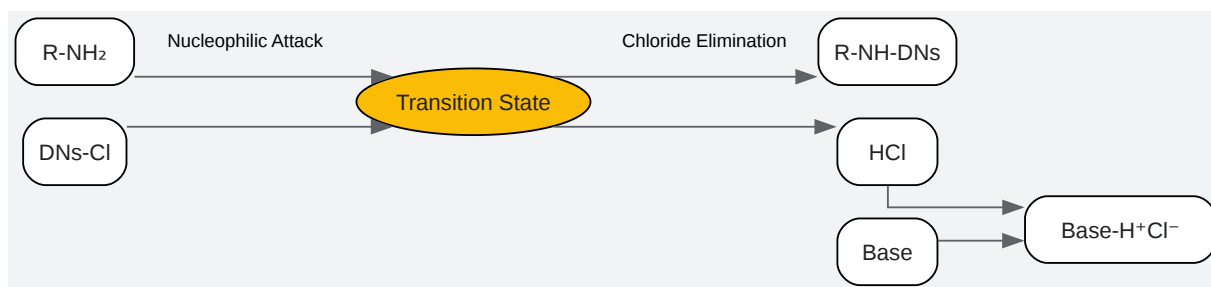 R-NH₂
Nucleophilic Attack
Chloride Elimination
R-NH-DNs
Transition State
DNs-Cl
HCl
Base
Base-H⁺Cl⁻